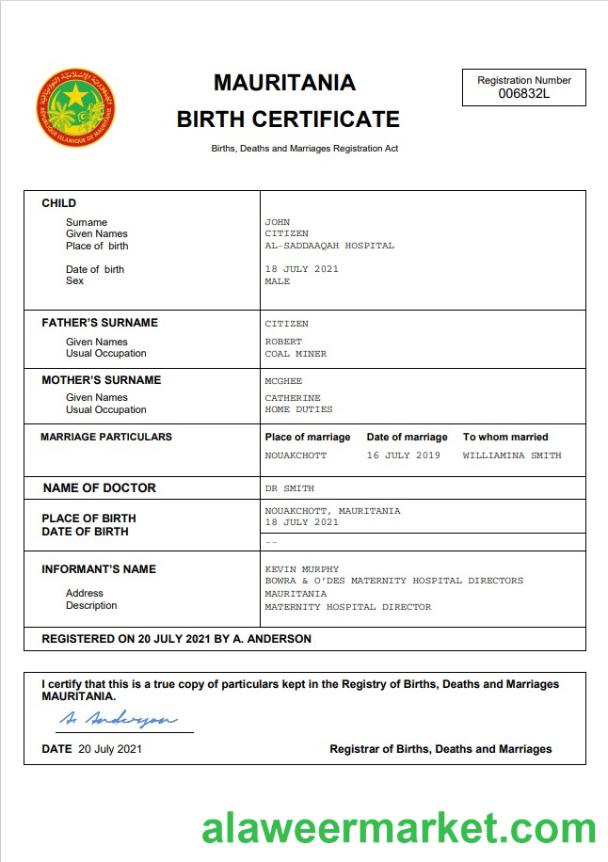 MAURITANIA
BIRTH CERTIFICATE
Births, Deaths and Marriages Registration Act
Registration Number
006832L
REPUBLIQUE ISLAMIQUE DE MAURITANIE
CHILD
Surname JOHN
Given Names CITIZEN
Place of birth AL-SADDAAQAH HOSPITAL
Date of birth 18 JULY 2021
Sex MALE
FATHER'S SURNAME CITIZEN
Given Names ROBERT
Usual Occupation COAL MINER
MOTHER'S SURNAME MCGHEE
Given Names CATHERINE
Usual Occupation HOME DUTIES
MARRIAGE PARTICULARS Place of marriage Date of marriage To whom married
NOUAKCHOTT 16 JULY 2019 WILLIAMINA SMITH
NAME OF DOCTOR DR SMITH
PLACE OF BIRTH NOUAKCHOTT, MAURITANIA
DATE OF BIRTH 18 JULY 2021
--
INFORMANT'S NAME KEVIN MURPHY
BOWRA & O'DES MATERNITY HOSPITAL DIRECTORS
Address MAURITANIA
Description MATERNITY HOSPITAL DIRECTOR
REGISTERED ON 20 JULY 2021 BY A. ANDERSON
I certify that this is a true copy of particulars kept in the Registry of Births, Deaths and Marriages
MAURITANIA.
A. Anderson
DATE 20 July 2021 Registrar of Births, Deaths and Marriages
alaweermarket.com